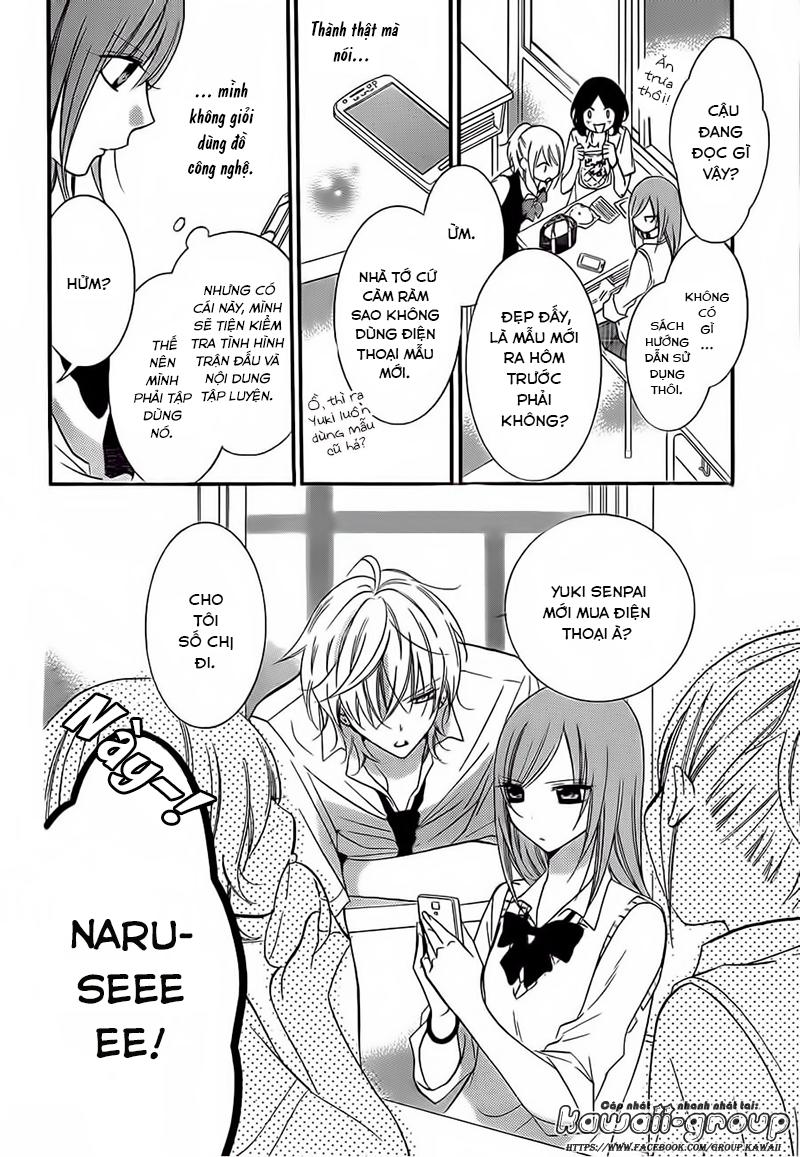 CẬU
ĐANG
ĐỌC GÌ
VẬY?
Ăn
trưa
thôi!
KHÔNG
CÓ
GÌ
...
SÁCH
HƯỚNG
DẪN SỬ
DỤNG
THÔI.
ĐẸP ĐẤY,
LÀ MẪU MỚI
RA HÔM
TRƯỚC
PHẢI
KHÔNG?
ỪM.
NHÀ TỚ CỨ
CẰN RẰN
SAO KHÔNG
DÙNG ĐIỆN
THOẠI MẪU
MỚI.
Ồ, thì ra
Yuki luôn
dùng mẫu
cũ hả?
Thành thật mà
nói...
... mình
không giỏi
dùng đồ
công nghệ.
NHƯNG CÓ
CÁI NÀY, MÌNH
SẼ TIỆN KIỂM
TRA TÌNH HÌNH
TRẬN ĐẤU VÀ
NỘI DUNG
TẬP LUYỆN.
THẾ
NÊN
MÌNH
PHẢI TẬP
DÙNG
NÓ.
HỬM?
YUKI SENPAI
MỚI MUA ĐIỆN
THOẠI À?
CHO
TÔI
SỐ CHỊ
ĐI.
Này-!
NARU-
SEEE
EE!
Cập nhật nhanh nhất tại:
Kawaii-group
HTTPS://WWW.FACEBOOK.COM/GROUP.KAWAII